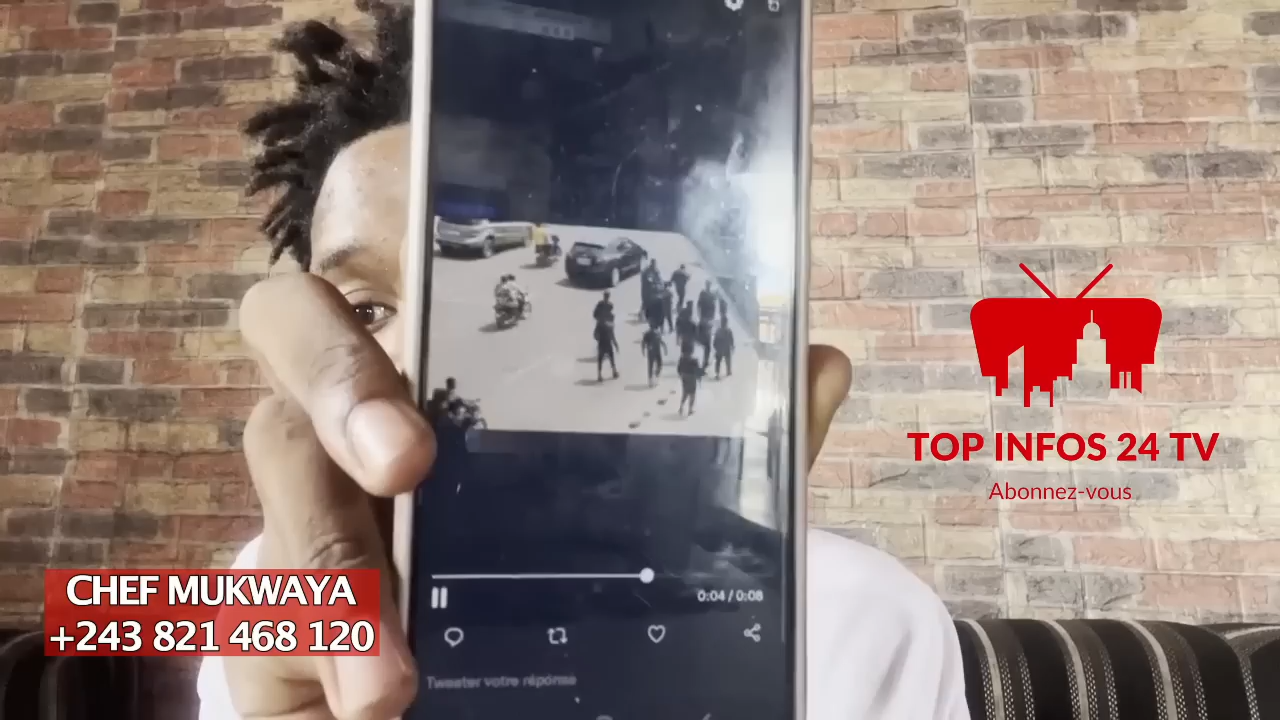 0:04 / 0:08
Tweeter votre réponse
TOP INFOS 24 TV
Abonnez-vous
CHEF MUKWAYA
+243 821 468 120